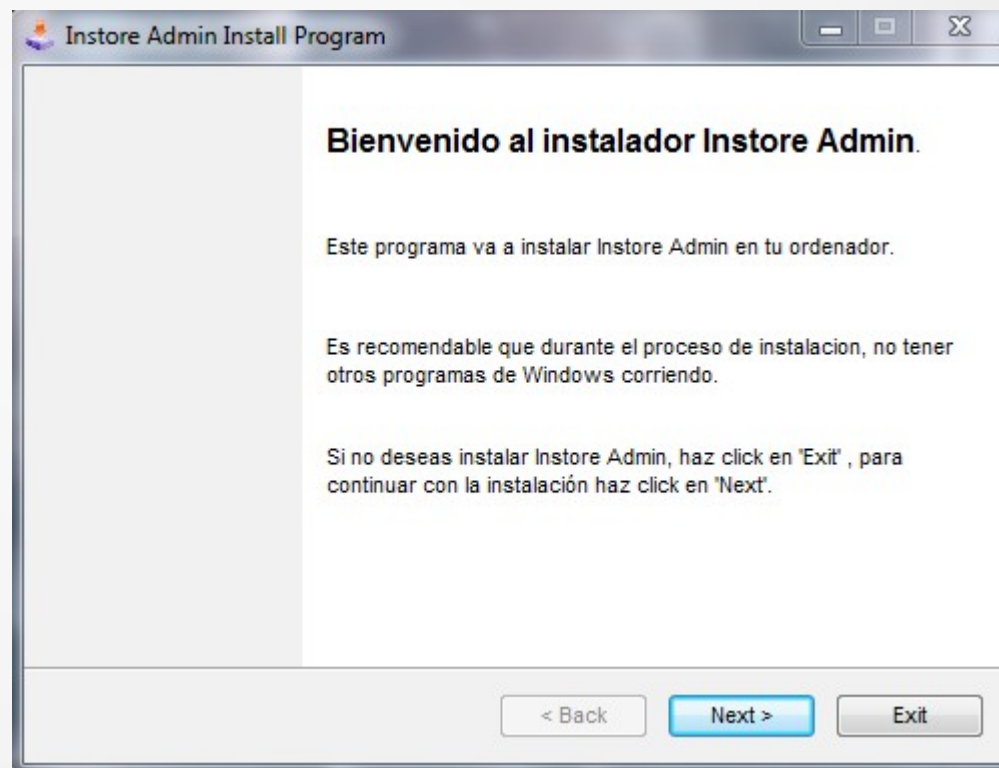 Instore Admin Install Program
Bienvenido al instalador Instore Admin.
Este programa va a instalar Instore Admin en tu ordenador.
Es recomendable que durante el proceso de instalacion, no tener
otros programas de Windows corriendo.
Si no deseas instalar Instore Admin, haz click en 'Exit' , para
continuar con la instalación haz click en 'Next'.
< Back
Next >
Exit